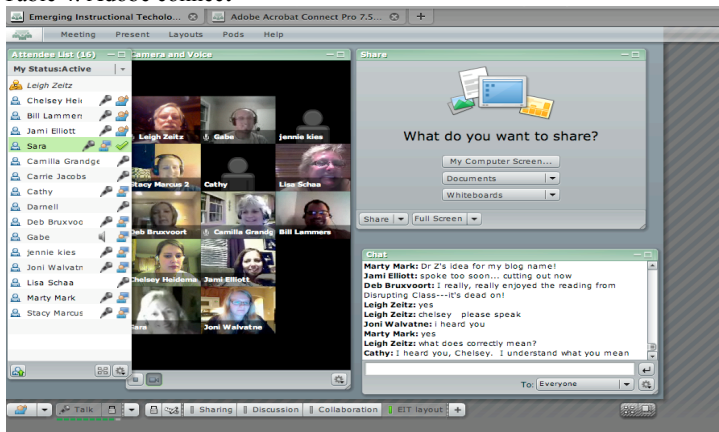 Emerging Instructional Techolo...
Adobe Acrobat Connect Pro 7.5...
Meeting Present Layouts Pods Help
Attendee List (16)
My Status:Active
Leigh Zeitz
Chelsey Hei
Bill Lammers
Jami Elliott
Sara
Camilla Grandge
Carrie Jacobs
Cathy
Darnell
Deb Bruxvoo
Gabe
jennie kies
Joni Walvatn
Lisa Schaa
Marty Mark
Stacy Marcus
Camera and Voice
Leigh Zeitz
Gabe
jennie kies
Stacy Marcus 2
Cathy
Lisa Schaa
Deb Bruxvoort
Camilla Grandg
Bill Lammers
Chelsey Heidema
Jami Elliott
Sara
Joni Walvatne
Share
What do you want to share?
My Computer Screen...
Documents
Whiteboards
Share
Full Screen
Chat
Marty Mark: Dr Z's idea for my blog name!
Jami Elliott: spoke too soon... cutting out now
Deb Bruxvoort: I really, really enjoyed the reading from
Disrupting Class---it's dead on!
Leigh Zeitz: yes
Leigh Zeitz: chelsey please speak
Joni Walvatne: i heard you
Marty Mark: yes
Leigh Zeitz: what does correctly mean?
Cathy: I heard you, Chelsey. I understand what you mean
To: Everyone
Talk
Sharing
Discussion
Collaboration
EIT layout